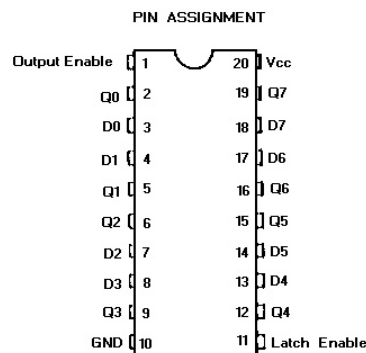 PIN ASSIGNMENT
Output Enable 1 20 Vcc
Q0 2 19 Q7
D0 3 18 D7
D1 4 17 D6
Q1 5 16 Q6
Q2 6 15 Q5
D2 7 14 D5
D3 8 13 D4
Q3 9 12 Q4
GND 10 11 Latch Enable